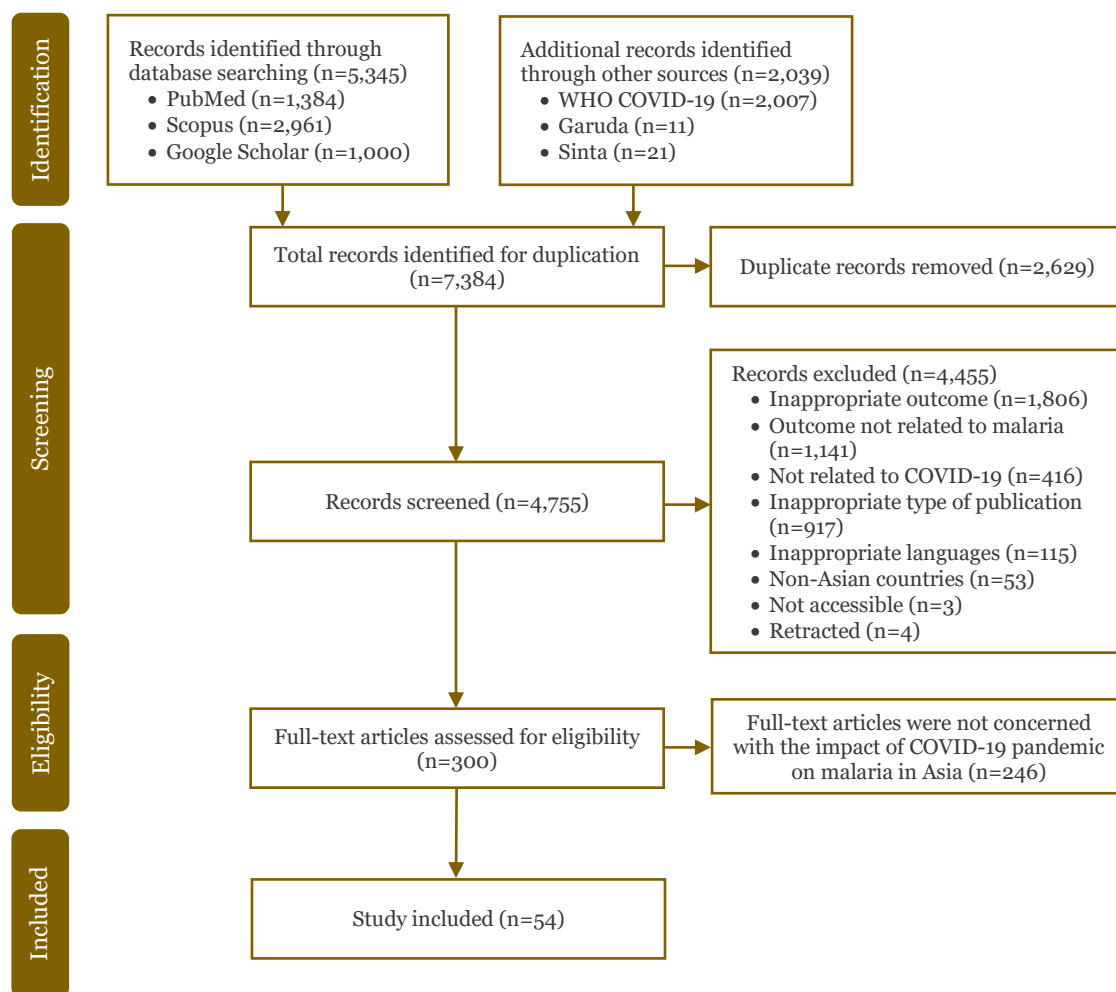 Identification
Records identified through
database searching (n=5,345)
• PubMed (n=1,384)
• Scopus (n=2,961)
• Google Scholar (n=1,000)
Additional records identified
through other sources (n=2,039)
• WHO COVID-19 (n=2,007)
• Garuda (n=11)
• Sinta (n=21)
Screening
Total records identified for duplication
(n=7,384)
Duplicate records removed (n=2,629)
Records screened (n=4,755)
Records excluded (n=4,455)
• Inappropriate outcome (n=1,806)
• Outcome not related to malaria
(n=1,141)
• Not related to COVID-19 (n=416)
• Inappropriate type of publication
(n=917)
• Inappropriate languages (n=115)
• Non-Asian countries (n=53)
• Not accessible (n=3)
• Retracted (n=4)
Eligibility
Full-text articles assessed for eligibility
(n=300)
Full-text articles were not concerned
with the impact of COVID-19 pandemic
on malaria in Asia (n=246)
Included
Study included (n=54)